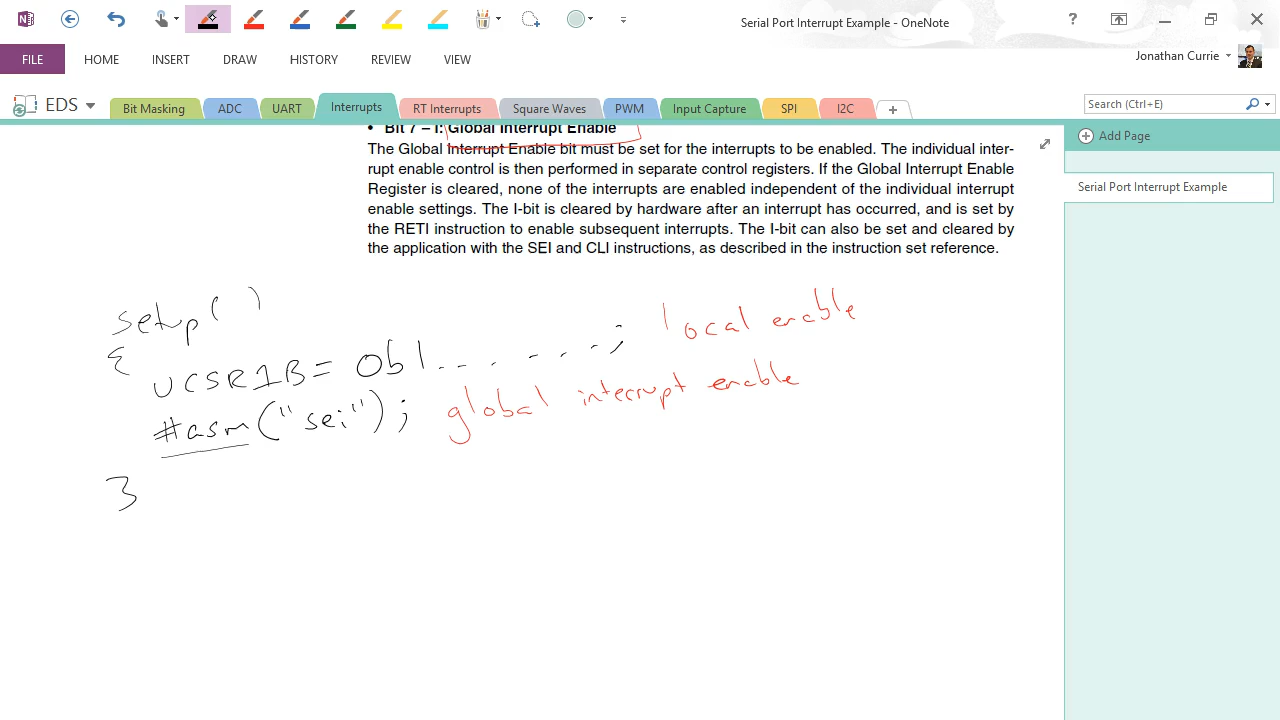 Serial Port Interrupt Example - OneNote
?
FILE HOME INSERT DRAW HISTORY REVIEW VIEW
Jonathan Currie
EDS
Bit Masking ADC UART Interrupts RT Interrupts Square Waves PWM Input Capture SPI I2C
Search (Ctrl+E)
Add Page
Serial Port Interrupt Example
• Bit 7 – I: Global Interrupt Enable
The Global Interrupt Enable bit must be set for the interrupts to be enabled. The individual inter-
rupt enable control is then performed in separate control registers. If the Global Interrupt Enable
Register is cleared, none of the interrupts are enabled independent of the individual interrupt
enable settings. The I-bit is cleared by hardware after an interrupt has occurred, and is set by
the RETI instruction to enable subsequent interrupts. The I-bit can also be set and cleared by
the application with the SEI and CLI instructions, as described in the instruction set reference.
setup( )
{
UCSR1B = 0b1.......; local enable
#asm("sei"); global interrupt enable
}